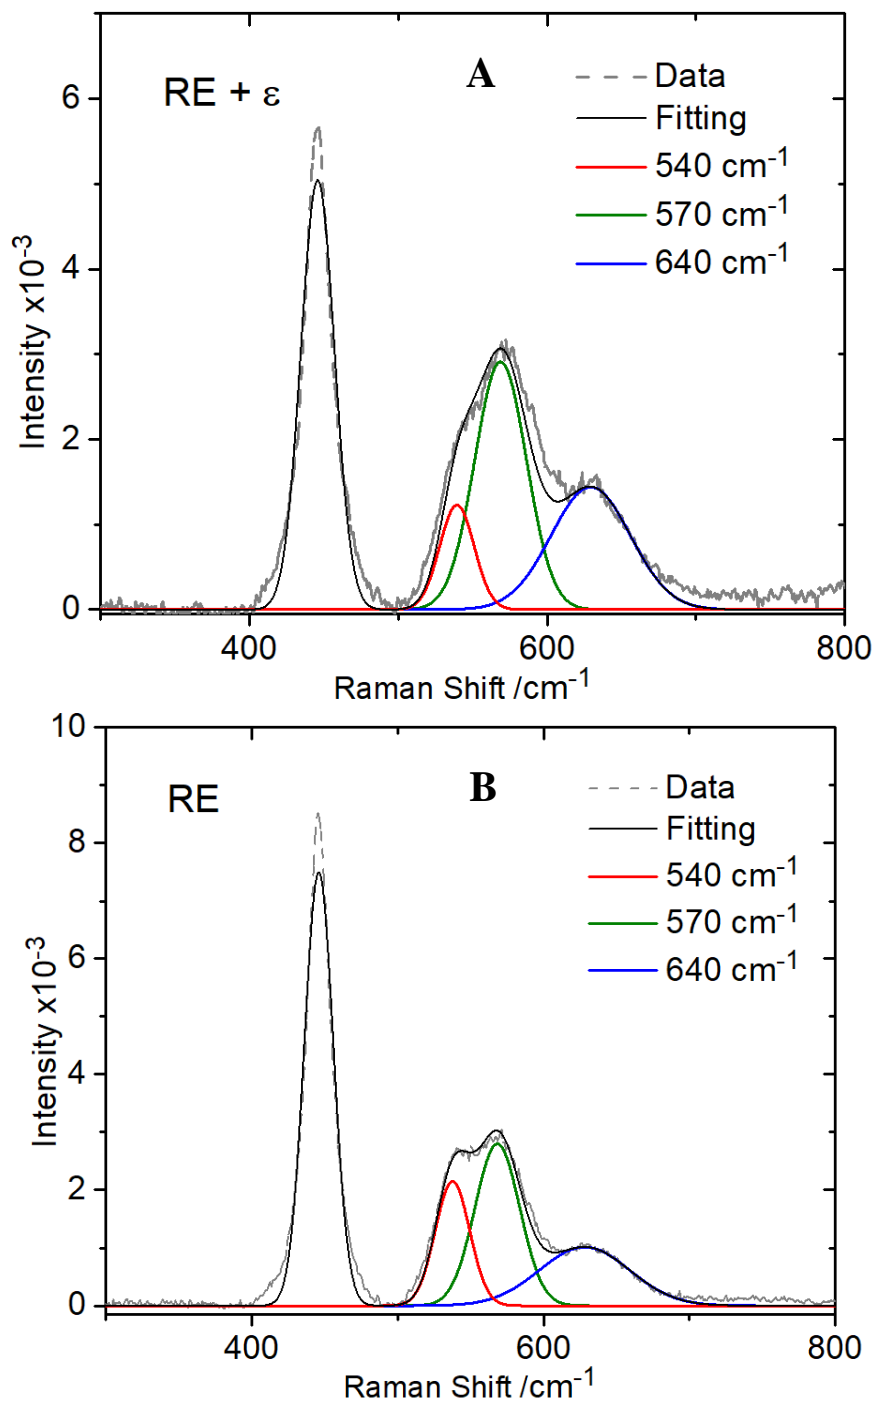 RE + ε
A
Data
Fitting
540 cm-1
570 cm-1
640 cm-1
6
4
2
0
Intensity x10-3
400
600
800
Raman Shift /cm-1
10
RE
B
Data
Fitting
540 cm-1
570 cm-1
640 cm-1
8
6
4
2
0
Intensity x10-3
400
600
800
Raman Shift /cm-1